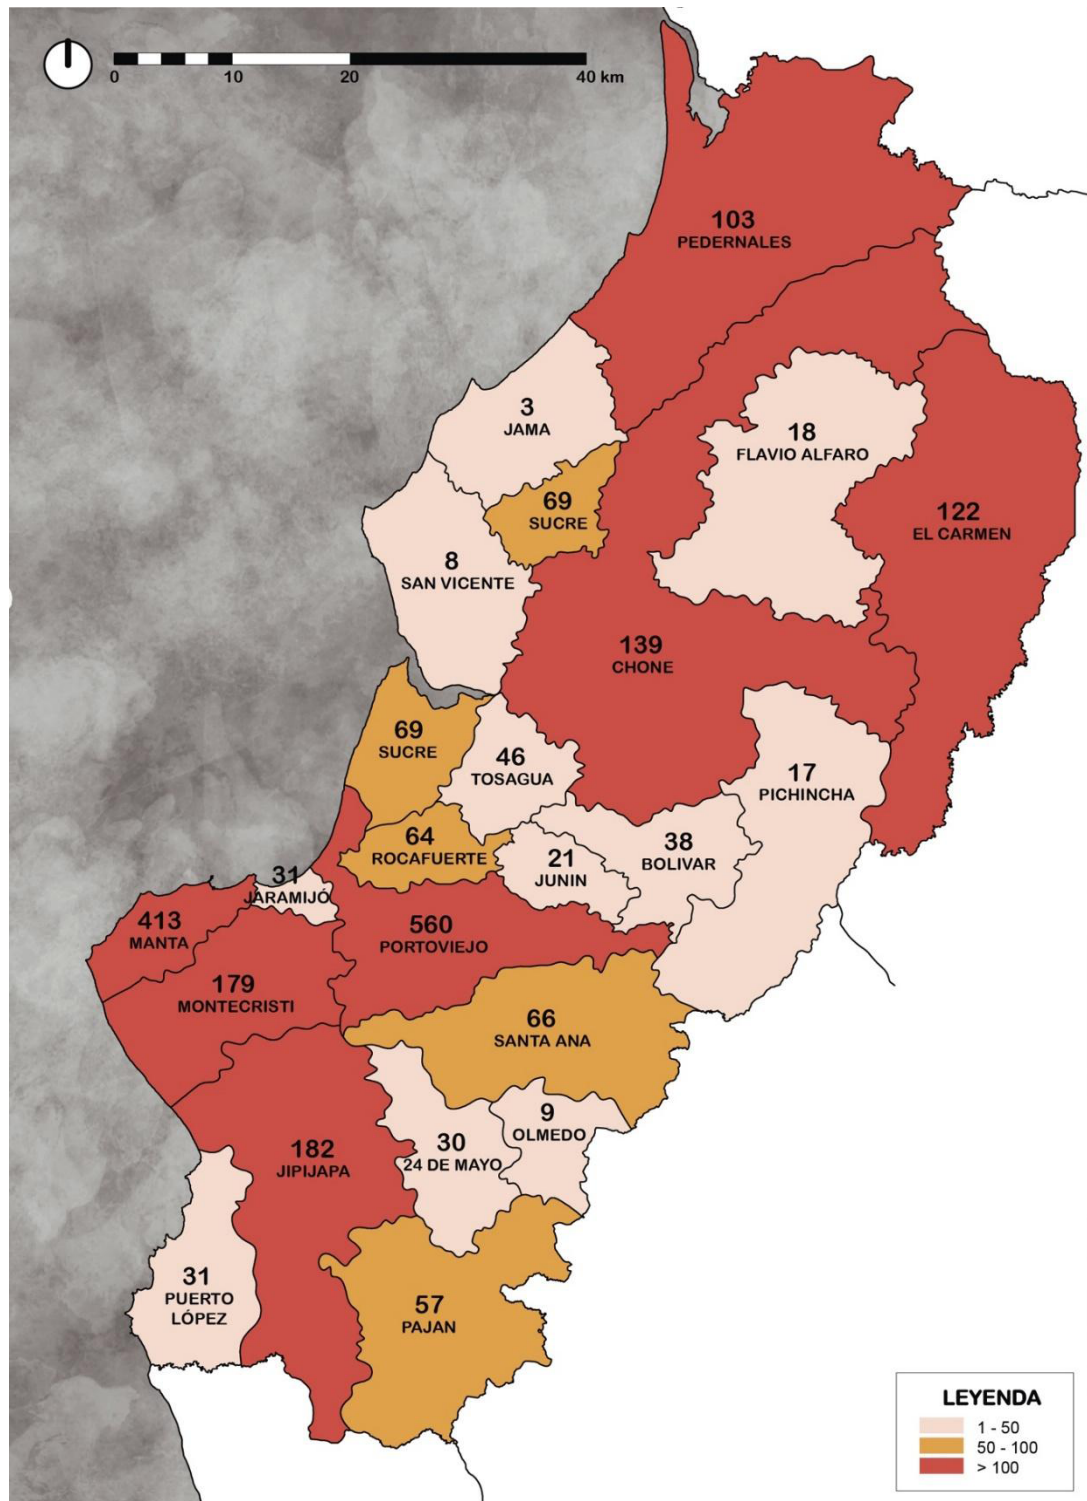 0 10 20 40 km
103
PEDERNALES
3
JAMA
18
FLAVIO ALFARO
69
SUCRE
122
EL CARMEN
8
SAN VICENTE
139
CHONE
69
SUCRE
46
TOSAGUA
17
PICHINCHA
64
ROCAFUERTE
38
BOLIVAR
21
JUNIN
31
JARAMIJÓ
413
MANTA
560
PORTOVIEJO
179
MONTECRISTI
66
SANTA ANA
9
OLMEDO
30
24 DE MAYO
182
JIPIJAPA
31
PUERTO
LÓPEZ
57
PAJAN
LEYENDA
1 - 50
50 - 100
> 100